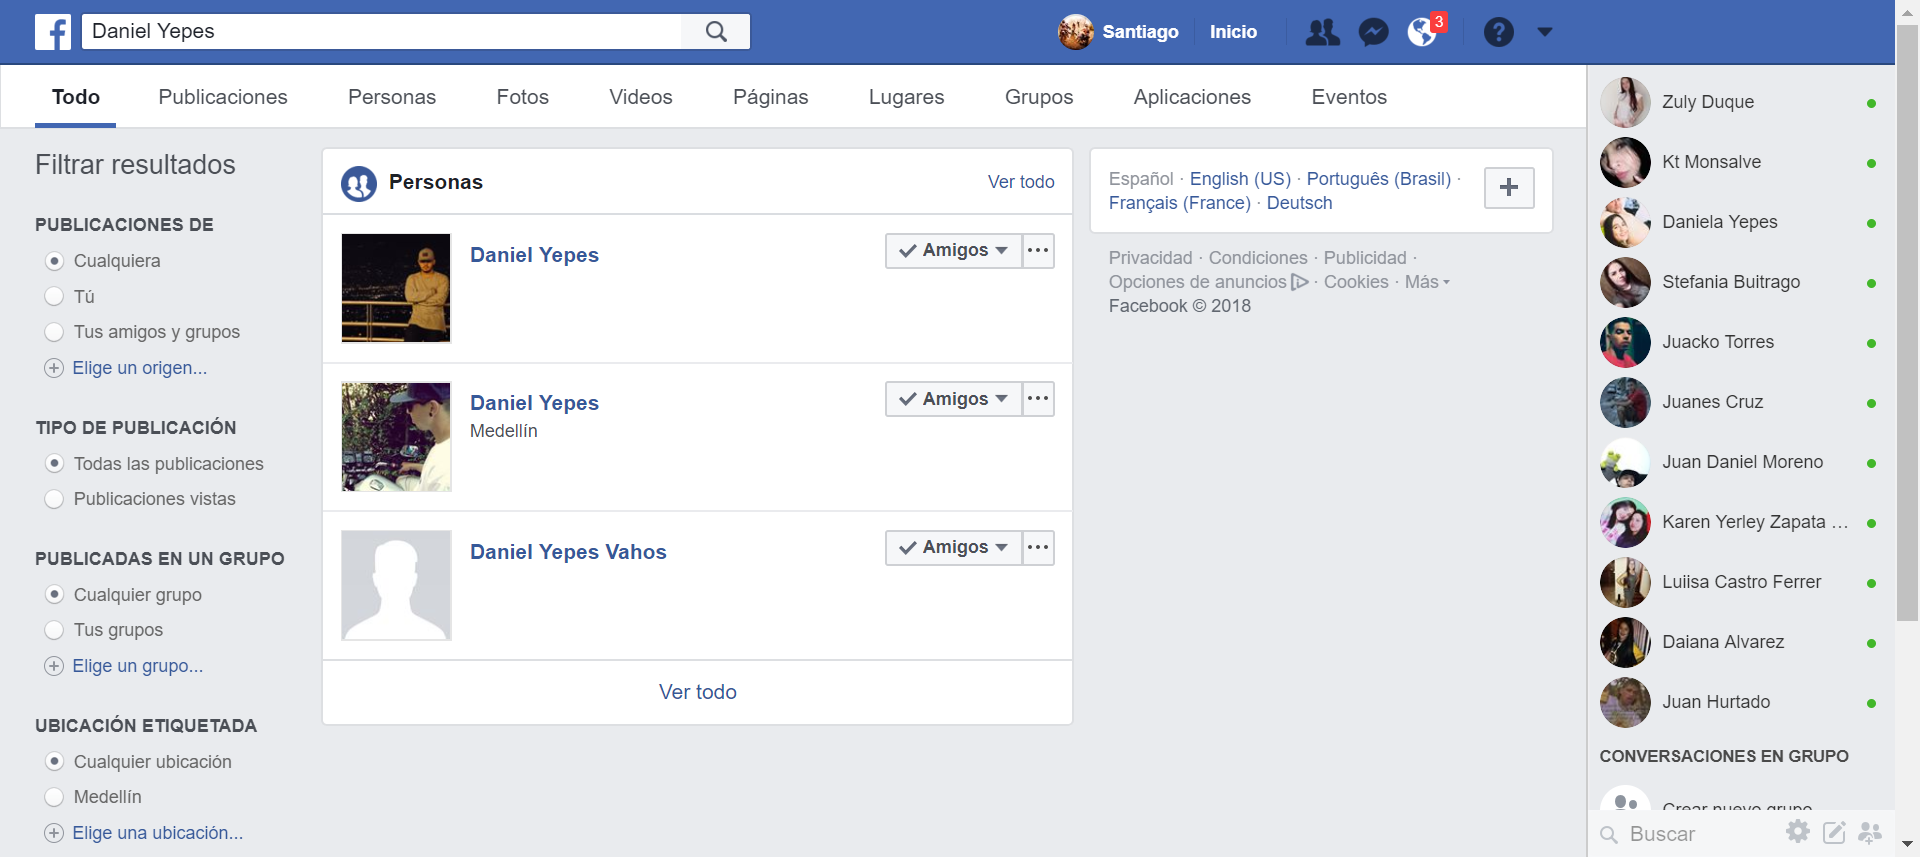 Daniel Yepes
Santiago
Inicio
3
Todo
Publicaciones
Personas
Fotos
Videos
Páginas
Lugares
Grupos
Aplicaciones
Eventos
Filtrar resultados
PUBLICACIONES DE
Cualquiera
Tú
Tus amigos y grupos
Elige un origen...
TIPO DE PUBLICACIÓN
Todas las publicaciones
Publicaciones vistas
PUBLICADAS EN UN GRUPO
Cualquier grupo
Tus grupos
Elige un grupo...
UBICACIÓN ETIQUETADA
Cualquier ubicación
Medellín
Elige una ubicación...
Personas
Ver todo
Daniel Yepes
Amigos
Daniel Yepes
Medellín
Amigos
Daniel Yepes Vahos
Amigos
Ver todo
Español · English (US) · Português (Brasil) ·
Français (France) · Deutsch
Privacidad · Condiciones · Publicidad ·
Opciones de anuncios · Cookies · Más
Facebook © 2018
Zuly Duque
Kt Monsalve
Daniela Yepes
Stefania Buitrago
Juacko Torres
Juanes Cruz
Juan Daniel Moreno
Karen Yerley Zapata ...
Luiisa Castro Ferrer
Daiana Alvarez
Juan Hurtado
CONVERSACIONES EN GRUPO
Crear nuevo grupo
Buscar